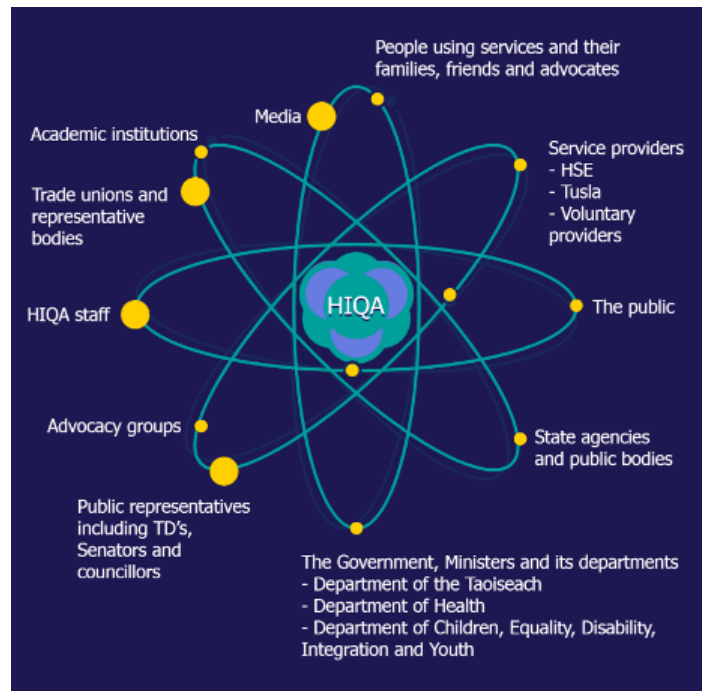 People using services and their
families, friends and advocates
Media
Academic institutions
Service providers
- HSE
- Tusla
- Voluntary
providers
Trade unions and
representative
bodies
HIQA
HIQA staff
The public
Advocacy groups
State agencies
and public bodies
Public representatives
including TD's,
Senators and
councillors
The Government, Ministers and its departments
- Department of the Taoiseach
- Department of Health
- Department of Children, Equality, Disability,
Integration and Youth